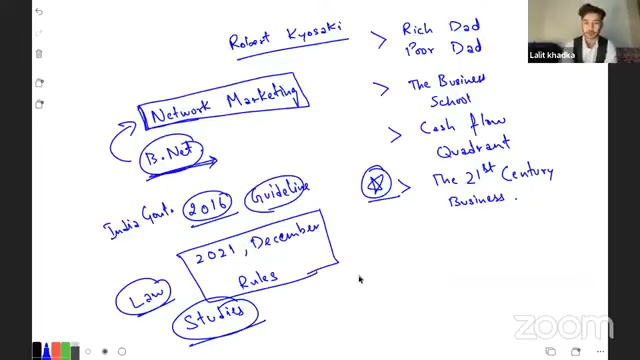 Robert Kyosaki
Rich Dad
Poor Dad
Network Marketing
B.Net
The Business
School
Cash flow
Quadrant
The 21st Century
Business.
India Govt. 2016 Guideline
2021, December
Rules
Law
Studies
Lalit khadka
zoom